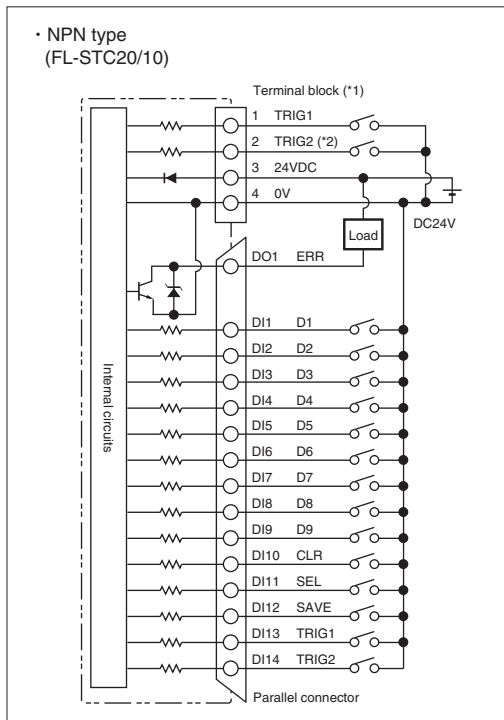 ・NPN type
(FL-STC20/10)
Terminal block (*1)
1 TRIG1
2 TRIG2 (*2)
3 24VDC
4 0V
DC24V
Load
DO1 ERR
DI1 D1
DI2 D2
DI3 D3
DI4 D4
DI5 D5
DI6 D6
DI7 D7
DI8 D8
DI9 D9
DI10 CLR
DI11 SEL
DI12 SAVE
DI13 TRIG1
DI14 TRIG2
Internal circuits
Parallel connector